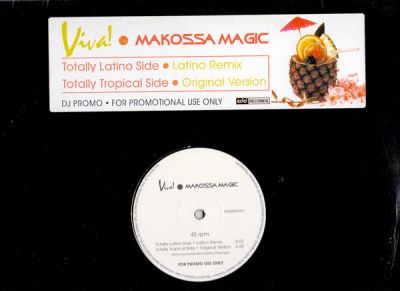 Viva! • MAKOSSA MAGIC
Totally Latino Side • Latino Remix
Totally Tropical Side • Original Version
DJ PROMO • FOR PROMOTIONAL USE ONLY
RECORDS
Viva! • MAKOSSA MAGIC
45 rpm
Totally Latino Side • Latino Remix
Totally Tropical Side • Original Version
FOR PROMO USE ONLY